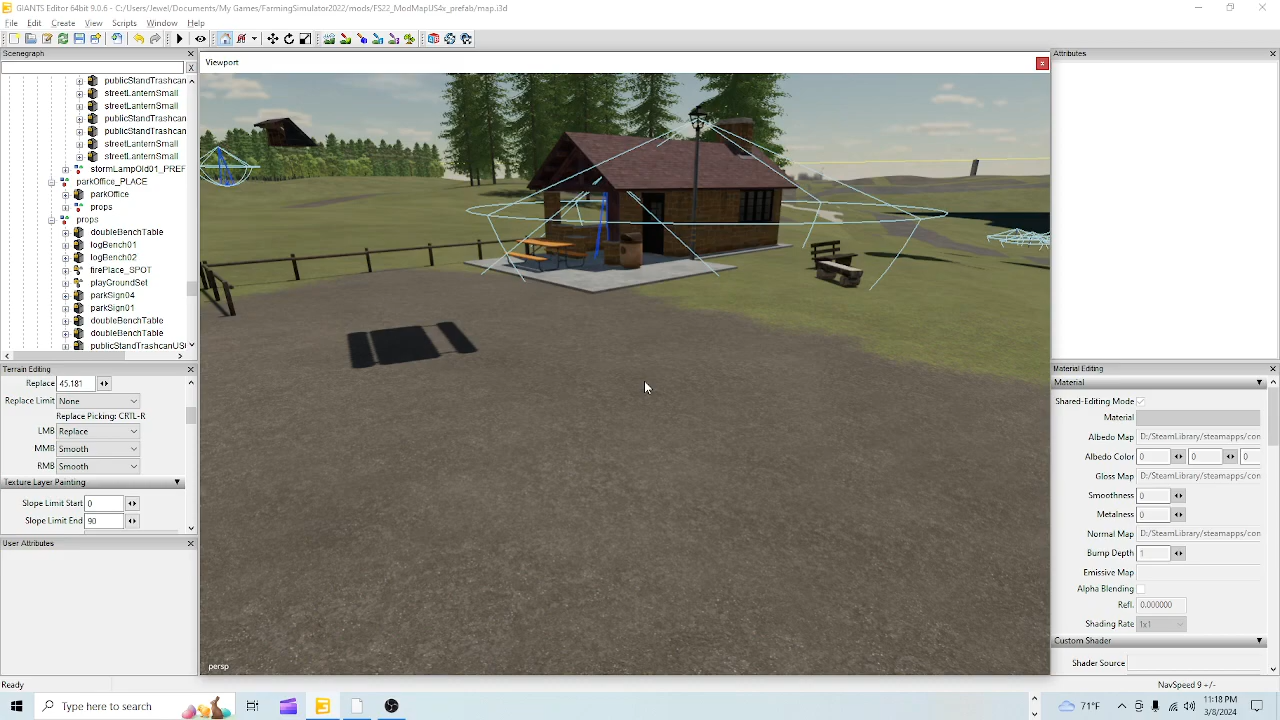 GIANTS Editor 64bit 9.0.6 - C:/Users/Jewel/Documents/My Games/FarmingSimulator2022/mods/FS22_ModMapUS4x_prefab/map.i3d
File Edit Create View Scripts Window Help
Scenegraph
X
publicStandTrashcan
streetLanternSmall
streetLanternSmall
publicStandTrashcan
publicStandTrashcan
streetLanternSmall
streetLanternSmall
stormLampOld01_PREF
parkOffice_PLACE
parkOffice
props
props
doubleBenchTable
logBench01
logBench02
firePlace_SPOT
playGroundSet
parkSign04
parkSign01
doubleBenchTable
doubleBenchTable
publicStandTrashcanUS
Terrain Editing
Replace 45.181
Replace Limit None
Replace Picking: CRTL-R
LMB Replace
MMB Smooth
RMB Smooth
Texture Layer Painting
Slope Limit Start 0
Slope Limit End 90
User Attributes
Viewport
persp
Attributes
Material Editing
Material
Shared-Editing Mode
Material
Albedo Map D:/SteamLibrary/steamapps/con
Albedo Color 0 0 0
Gloss Map D:/SteamLibrary/steamapps/con
Smoothness 0
Metalness 0
Normal Map D:/SteamLibrary/steamapps/con
Bump Depth 1
Emissive Map
Alpha Blending
Refl. 0.000000
Shading Rate 1x1
Custom Shader
Shader Source
Ready
NavSpeed 9 +/-
Type here to search
71°F
11:18 PM
3/8/2024